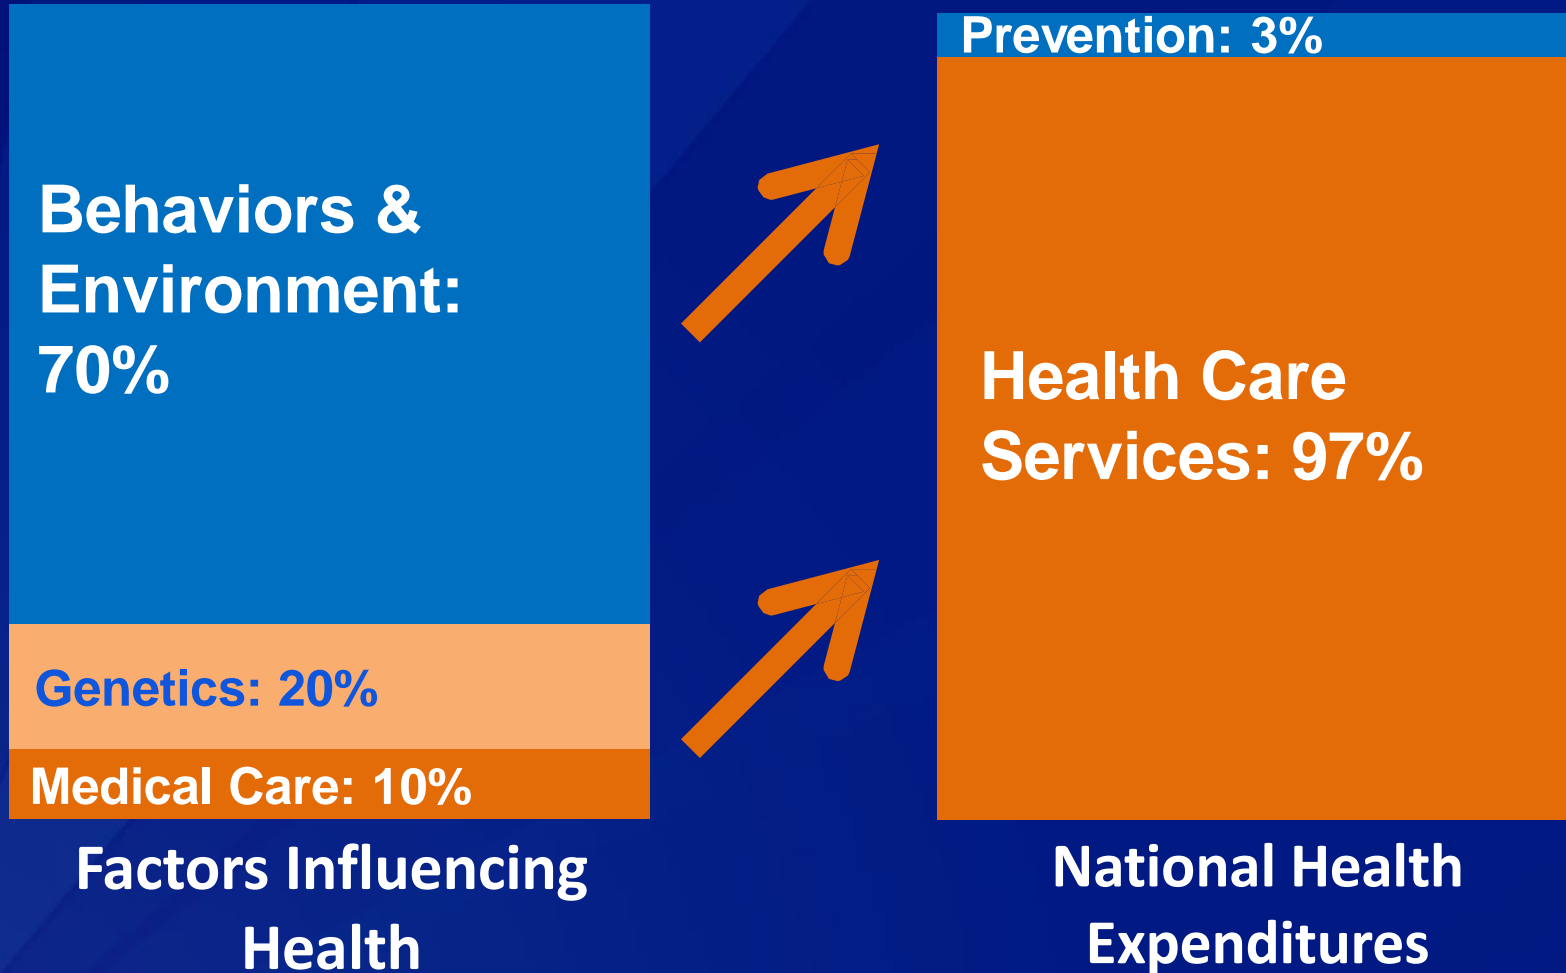 Behaviors &
Environment:
70%
Genetics: 20%
Medical Care: 10%
Factors Influencing
Health
Prevention: 3%
Health Care
Services: 97%
National Health
Expenditures